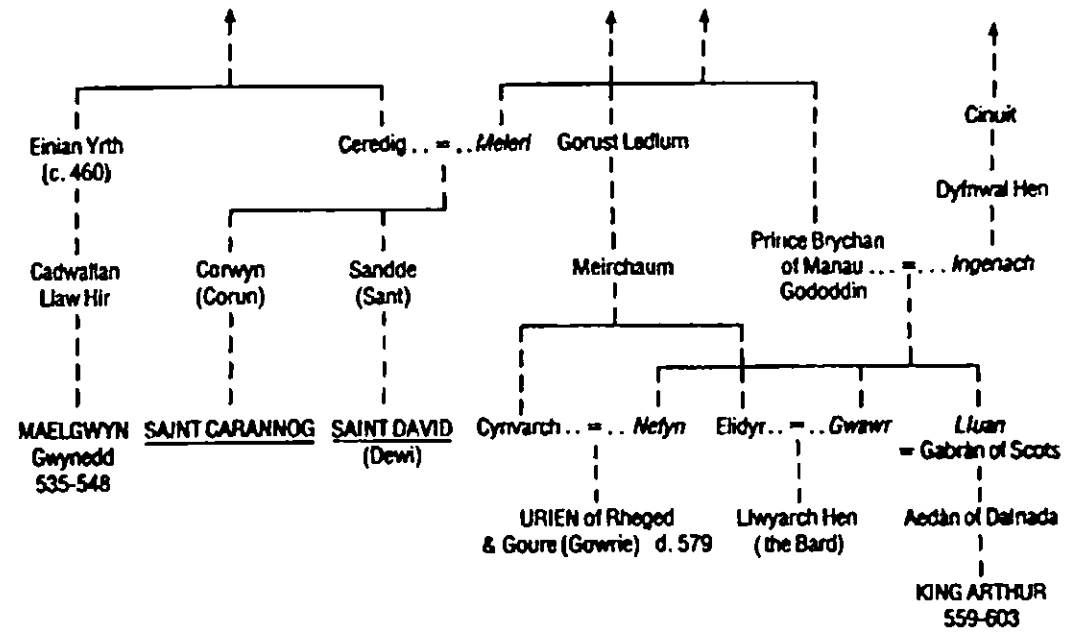 Cinuit
Einian Yrth
(c. 460)
Ceredig . . = . . Meleri
Gorust Ledlum
Dyfnwal Hen
Cadwallan
Llaw Hir
Corwyn
(Corun)
Sandde
(Sant)
Meirchaum
Prince Brychan
of Manau . . . = . . . Ingenach
Gododdin
MAELGWYN
Gwynedd
535-548
SAINT CARANNOG
SAINT DAVID
(Dewi)
Cynvarch . . = . . Nefyn
Elidyr . . = . . Gwawr
Lluan
= Gabràn of Scots
URIEN of Rheged
& Goure (Gowrie) d. 579
Llwyarch Hen
(the Bard)
Aedàn of Dalriada
KING ARTHUR
559-603